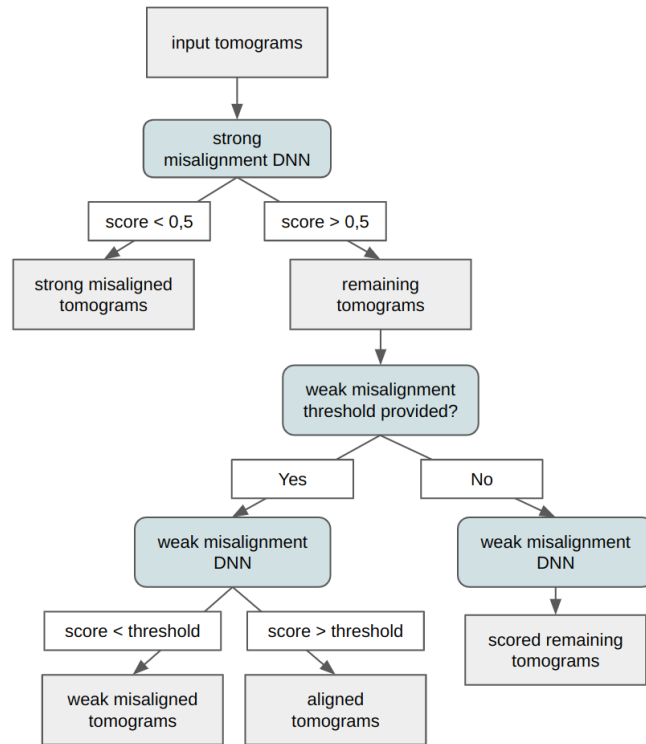 input tomograms
strong
misalignment DNN
score < 0,5
score > 0,5
strong misaligned
tomograms
remaining
tomograms
weak misalignment
threshold provided?
Yes
No
weak misalignment
DNN
weak misalignment
DNN
score < threshold
score > threshold
scored remaining
tomograms
weak misaligned
tomograms
aligned
tomograms